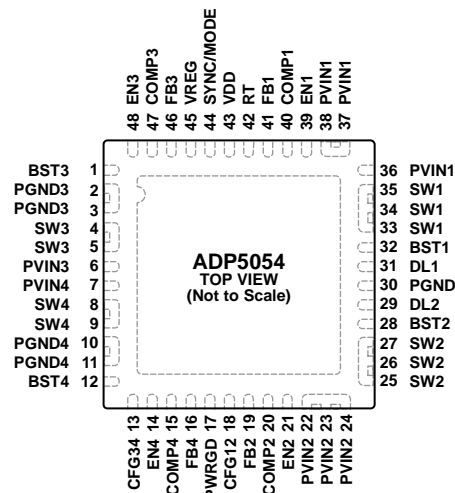 48 EN3
47 COMP3
46 FB3
45 VREG
44 SYNC/MODE
43 VDD
42 RT
41 FB1
40 COMP1
39 EN1
38 PVIN1
37 PVIN1
BST3 1
PGND3 2
PGND3 3
SW3 4
SW3 5
PVIN3 6
PVIN4 7
SW4 8
SW4 9
PGND4 10
PGND4 11
BST4 12
ADP5054
TOP VIEW
(Not to Scale)
36 PVIN1
35 SW1
34 SW1
33 SW1
32 BST1
31 DL1
30 PGND
29 DL2
28 BST2
27 SW2
26 SW2
25 SW2
CFG34 13
EN4 14
COMP4 15
FB4 16
PWRGD 17
CFG12 18
FB2 19
COMP2 20
EN2 21
PVIN2 22
PVIN2 23
PVIN2 24